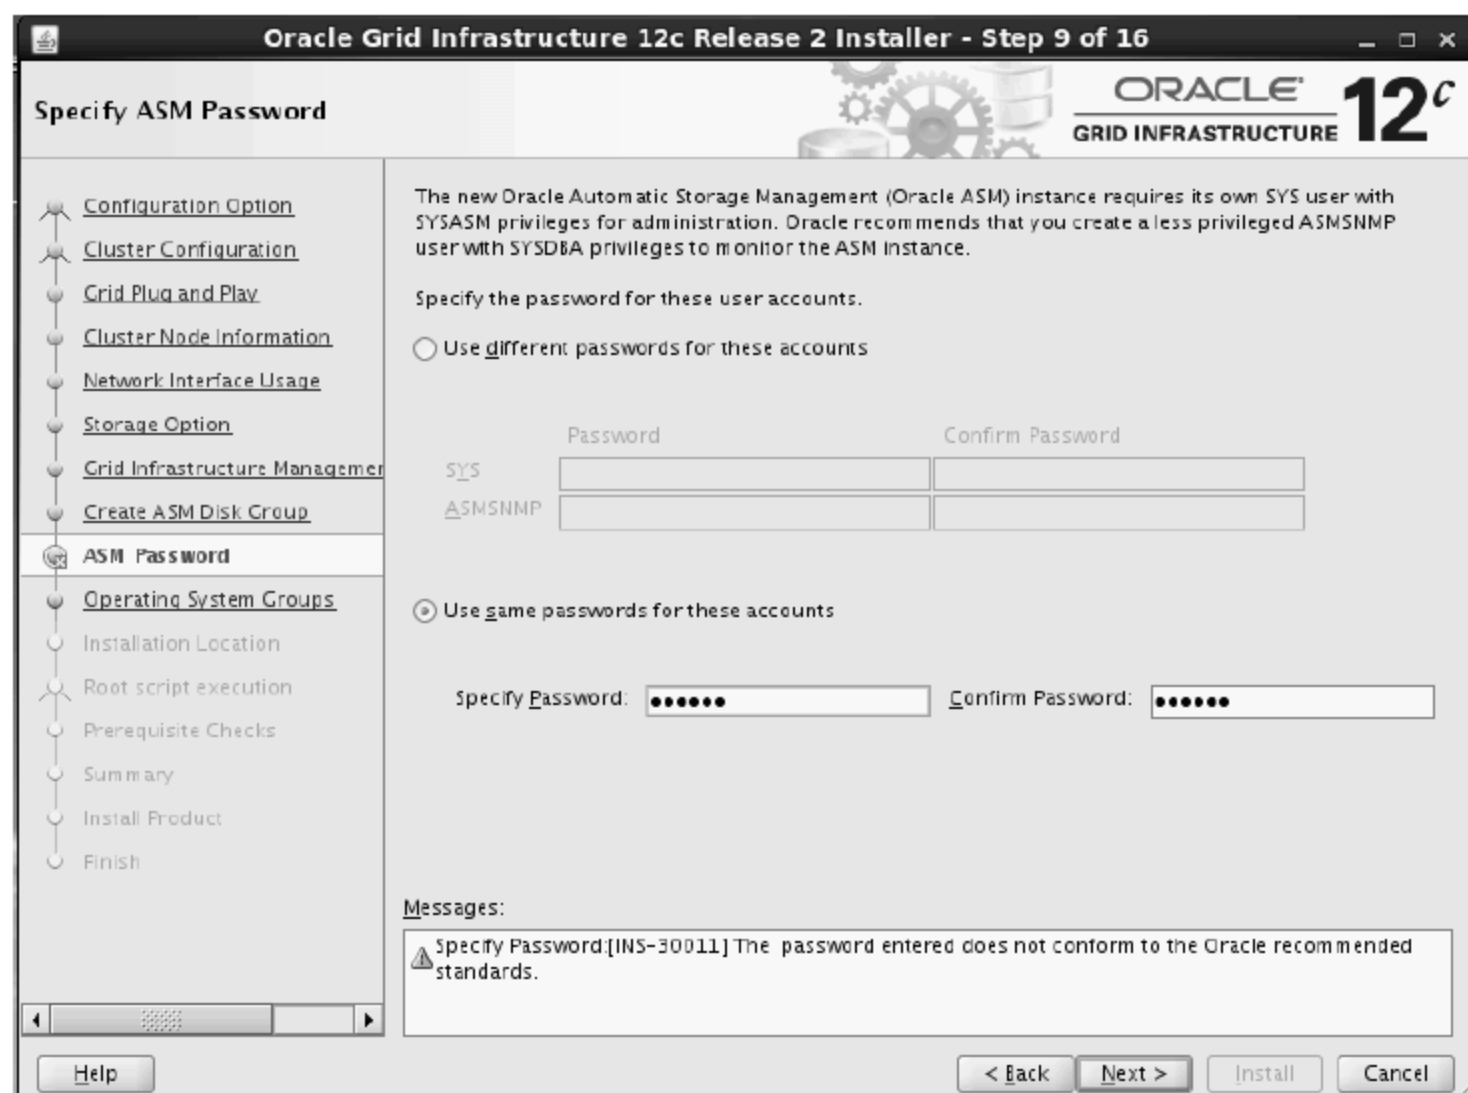 Oracle Grid Infrastructure 12c Release 2 Installer - Step 9 of 16
Specify ASM Password
ORACLE
GRID INFRASTRUCTURE
12c
Configuration Option
Cluster Configuration
Grid Plug and Play
Cluster Node Information
Network Interface Usage
Storage Option
Grid Infrastructure Managemer
Create ASM Disk Group
ASM Password
Operating System Groups
Installation Location
Root script execution
Prerequisite Checks
Summary
Install Product
Finish
The new Oracle Automatic Storage Management (Oracle ASM) instance requires its own SYS user with
SYSASM privileges for administration. Oracle recommends that you create a less privileged ASMSNMP
user with SYSDBA privileges to monitor the ASM instance.
Specify the password for these user accounts.
Use different passwords for these accounts
Password Confirm Password
SYS
ASMSNMP
Use same passwords for these accounts
Specify Password: •••••• Confirm Password: ••••••
Messages:
Specify Password:[INS-30011] The password entered does not conform to the Oracle recommended
standards.
Help < Back Next > Install Cancel